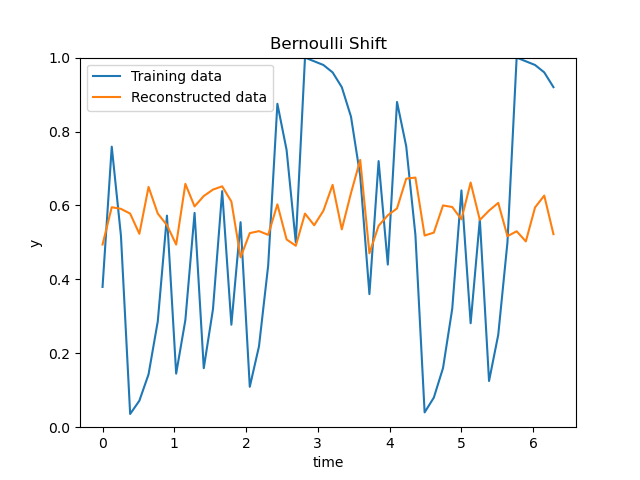 Bernoulli Shift
Training data
Reconstructed data
1.0
0.8
0.6
0.4
0.2
0.0
y
0 1 2 3 4 5 6
time